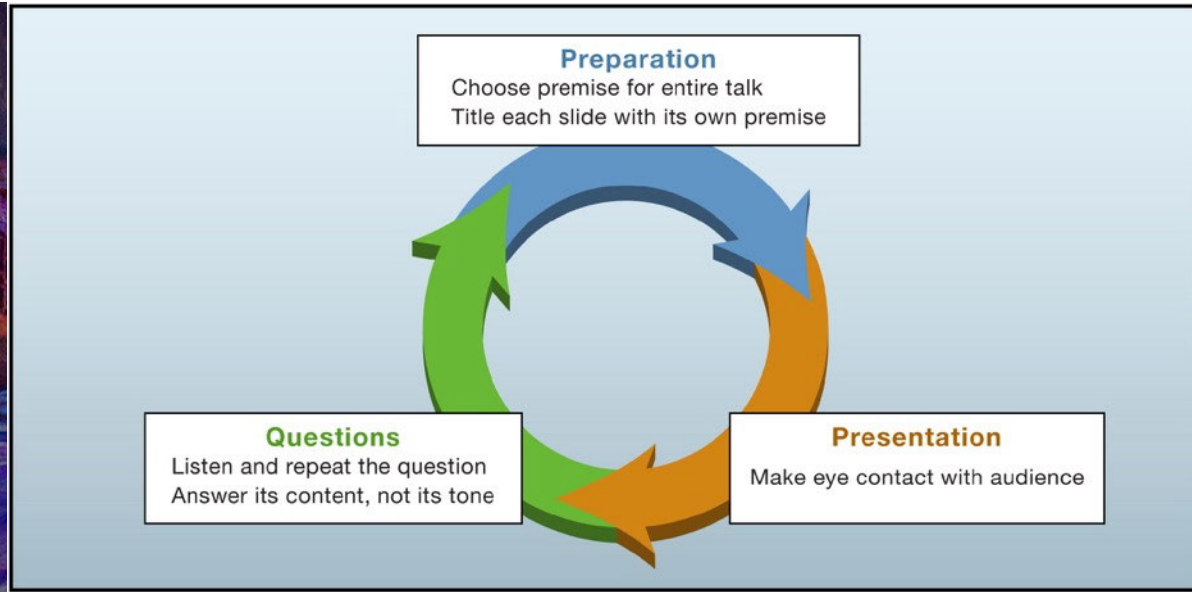 Preparation
Choose premise for entire talk
Title each slide with its own premise
Questions
Listen and repeat the question
Answer its content, not its tone
Presentation
Make eye contact with audience